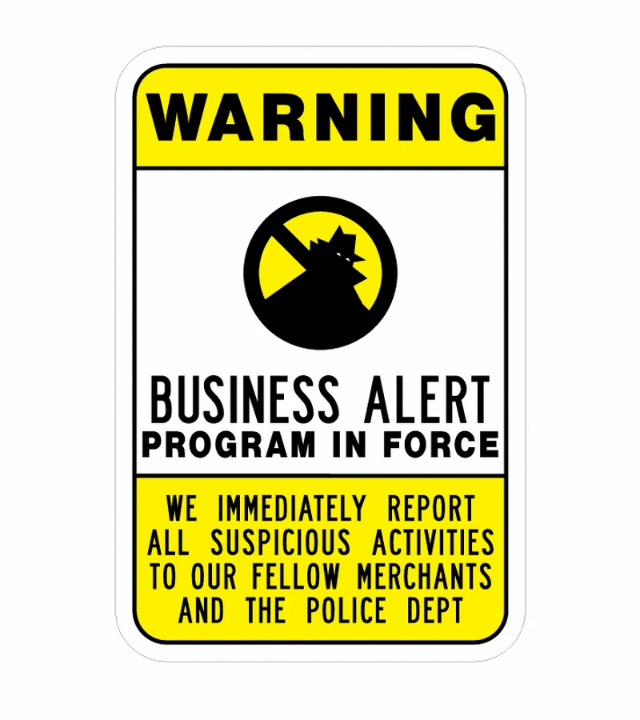 WARNING
BUSINESS ALERT
PROGRAM IN FORCE
WE IMMEDIATELY REPORT
ALL SUSPICIOUS ACTIVITIES
TO OUR FELLOW MERCHANTS
AND THE POLICE DEPT